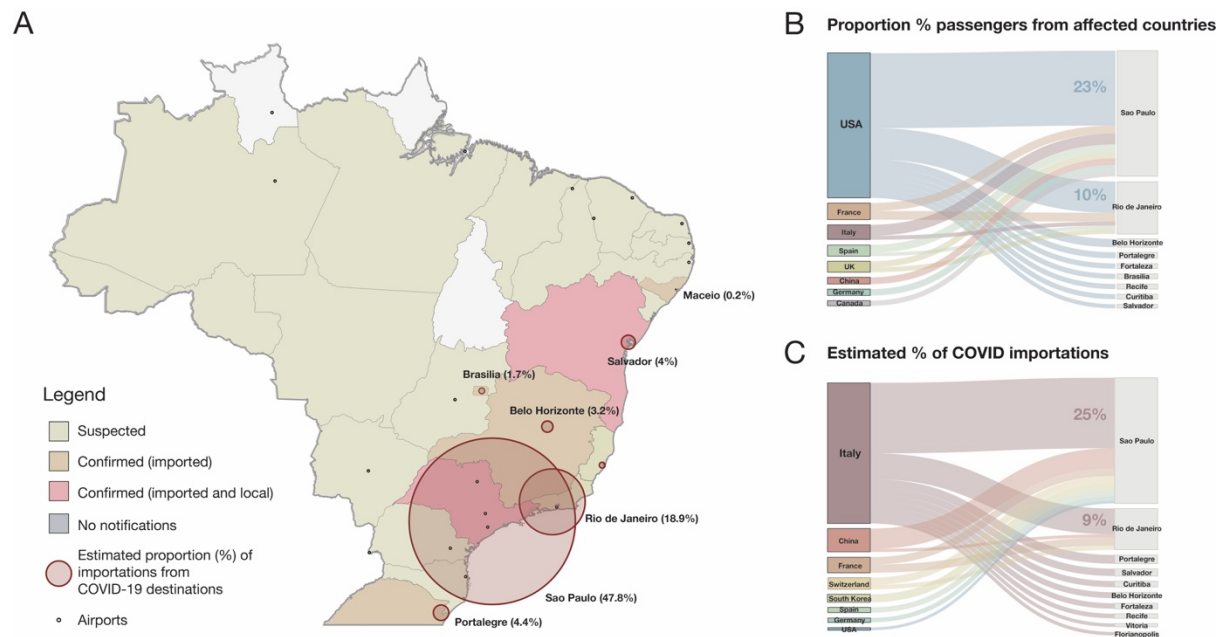 A
Maceio (0.2%)
Salvador (4%)
Brasilia (1.7%)
Belo Horizonte (3.2%)
Rio de Janeiro (18.9%)
Sao Paulo (47.8%)
Portalegre (4.4%)
Legend
Suspected
Confirmed (imported)
Confirmed (imported and local)
No notifications
Estimated proportion (%) of
importations from
COVID-19 destinations
Airports
B Proportion % passengers from affected countries
USA
France
Italy
Spain
UK
China
Germany
Canada
23%
10%
Sao Paulo
Rio de Janeiro
Belo Horizonte
Portalegre
Fortaleza
Brasilia
Recife
Curitiba
Salvador
C Estimated % of COVID importations
Italy
China
France
Switzerland
South Korea
Spain
Germany
USA
25%
9%
Sao Paulo
Rio de Janeiro
Portalegre
Salvador
Curitiba
Belo Horizonte
Fortaleza
Recife
Vitoria
Florianopolis